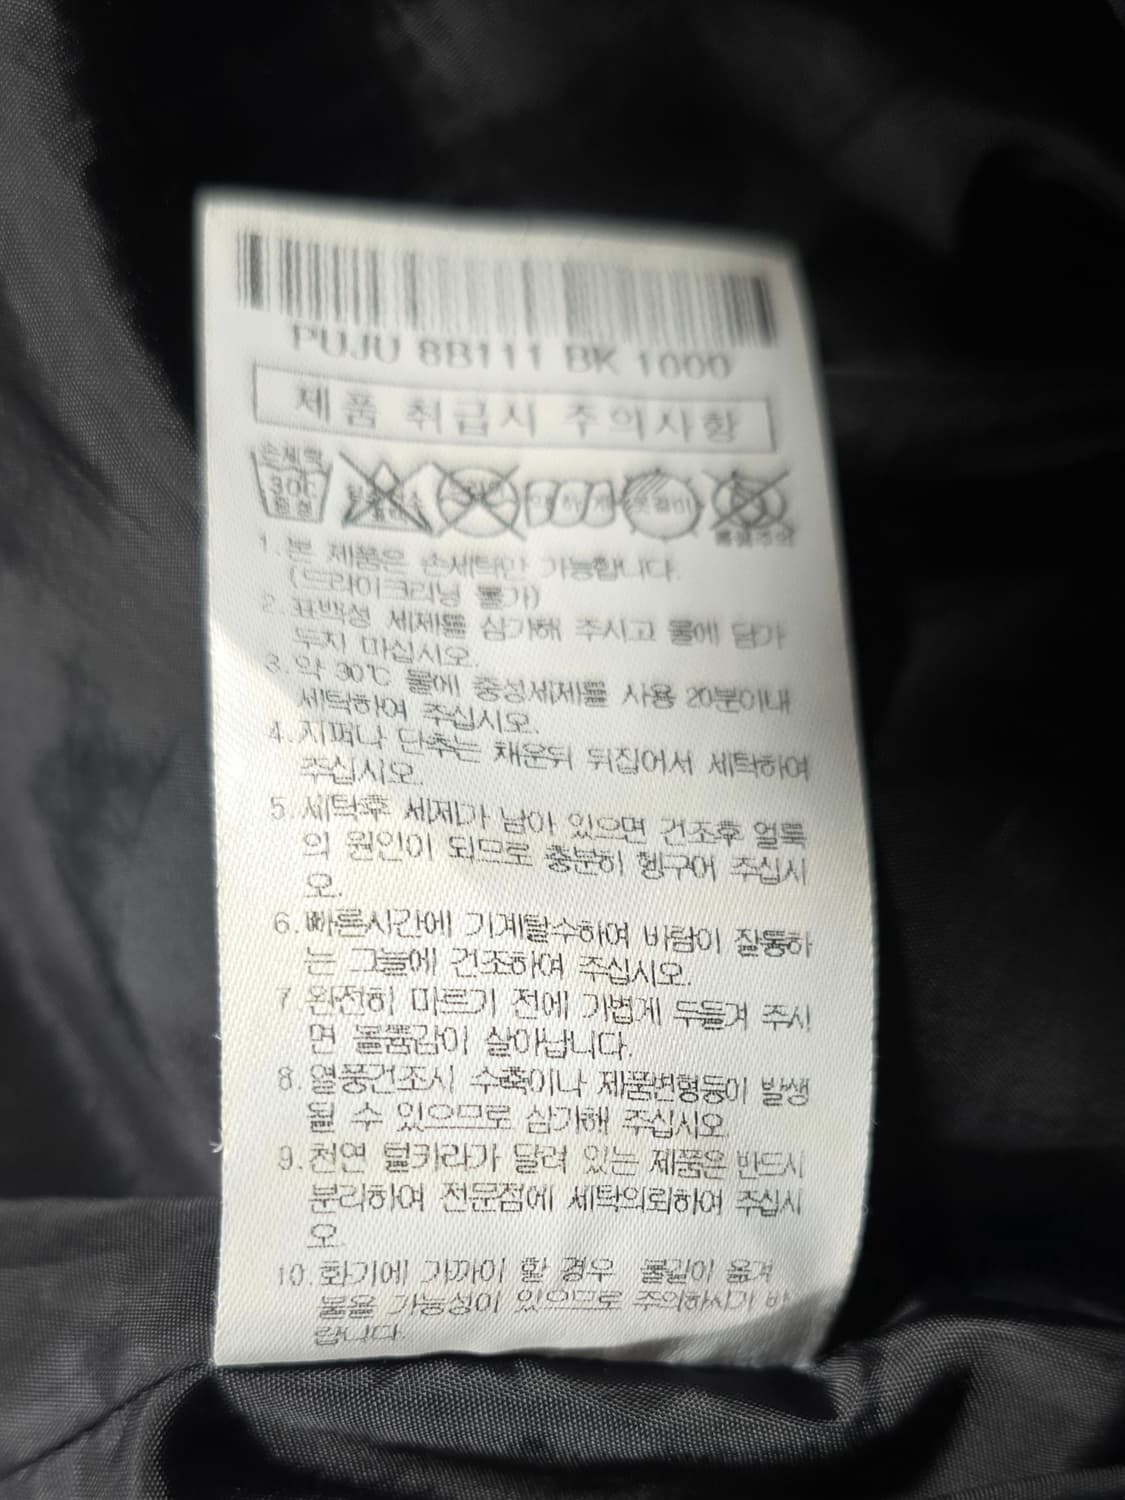 PUJU 8B111 BK 1000
제품 취급시 주의사항
손세탁
30℃
중성
약하게
옷걸이
1. 본 제품은 손세탁만 가능합니다.
(드라이크리닝 불가)
2. 표백성 세제를 삼가해 주시고 물에 담가
두지 마십시오.
3. 약 30℃ 물에 중성세제를 사용 20분이내
세탁하여 주십시오.
4. 지퍼나 단추는 채운뒤 뒤집어서 세탁하여
주십시오.
5. 세탁후 세제가 남아 있으면 건조후 얼룩
의 원인이 되므로 충분히 헹구어 주십시
오.
6. 빠른시간에 기계탈수하여 바람이 잘통하
는 그늘에 건조하여 주십시오.
7. 완전히 마르기 전에 가볍게 두들겨 주시
면 볼륨감이 살아납니다.
8. 열풍건조시 수축이나 제품변형등이 발생
될 수 있으므로 삼가해 주십시오.
9. 천연 털카라가 달려 있는 제품은 반드시
분리하여 전문점에 세탁의뢰하여 주십시
오.
10. 화기에 가까이 할 경우 불길이 옮겨
붙을 가능성이 있으므로 주의하시기 바
랍니다.